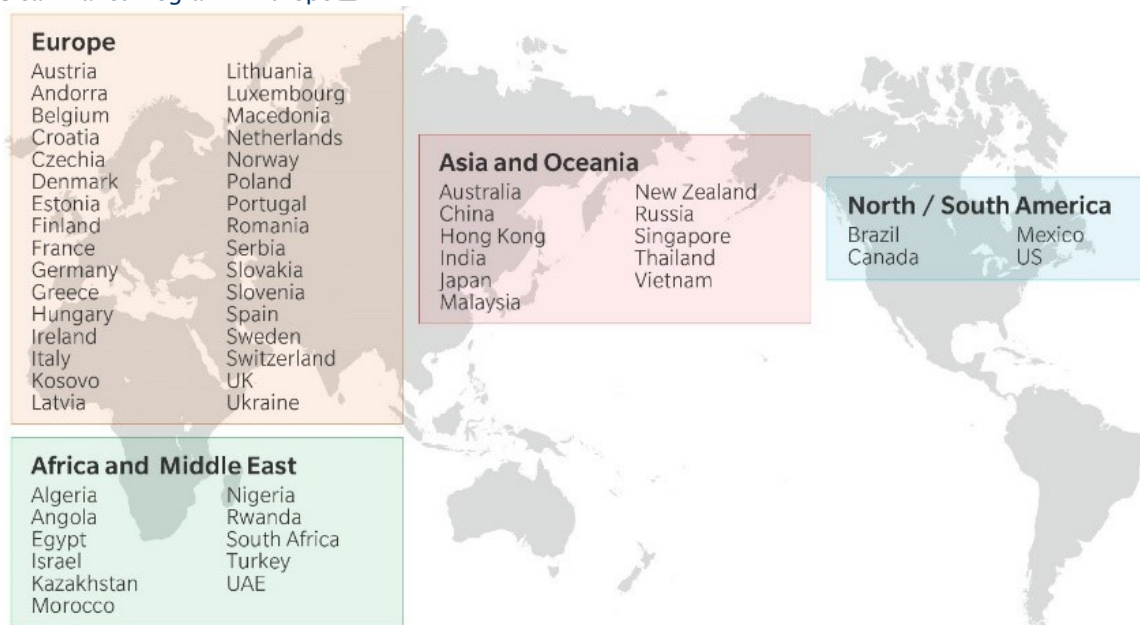 Europe
Austria
Andorra
Belgium
Croatia
Czechia
Denmark
Estonia
Finland
France
Germany
Greece
Hungary
Ireland
Italy
Kosovo
Latvia
Lithuania
Luxembourg
Macedonia
Netherlands
Norway
Poland
Portugal
Romania
Serbia
Slovakia
Slovenia
Spain
Sweden
Switzerland
UK
Ukraine
Asia and Oceania
Australia
China
Hong Kong
India
Japan
Malaysia
New Zealand
Russia
Singapore
Thailand
Vietnam
North / South America
Brazil
Canada
Mexico
US
Africa and Middle East
Algeria
Angola
Egypt
Israel
Kazakhstan
Morocco
Nigeria
Rwanda
South Africa
Turkey
UAE